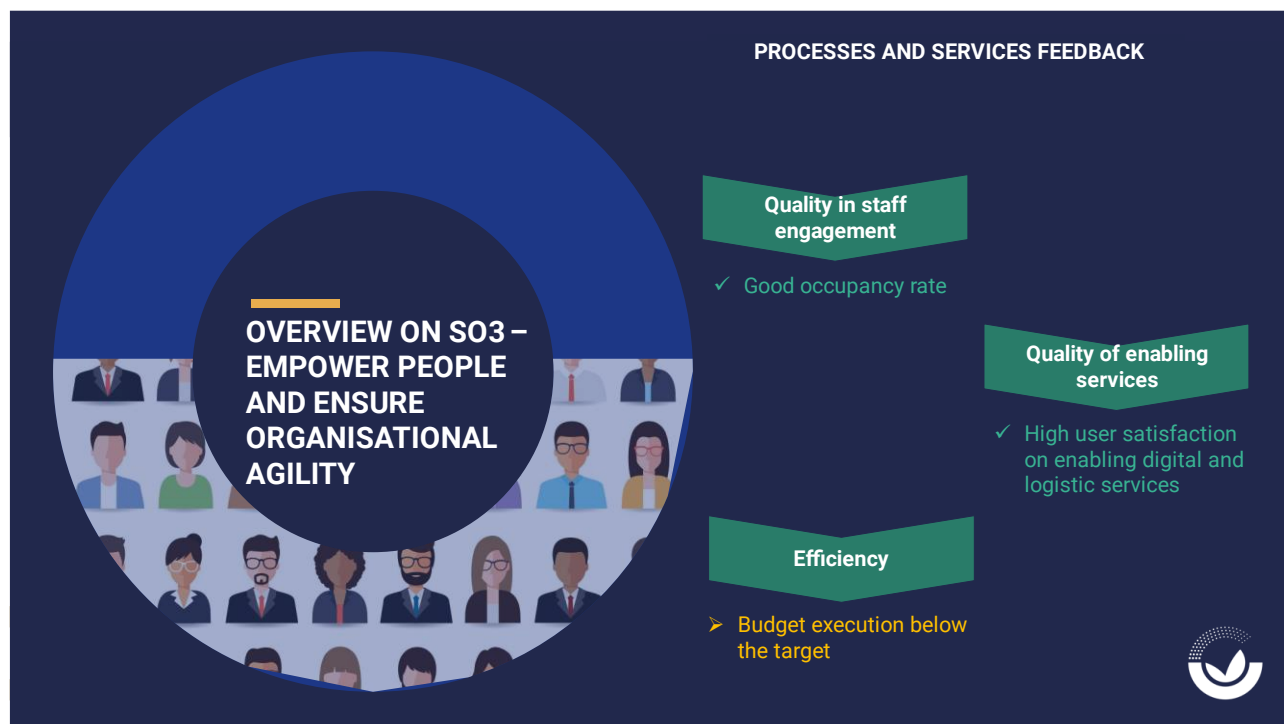 PROCESSES AND SERVICES FEEDBACK
OVERVIEW ON SO3 –
EMPOWER PEOPLE
AND ENSURE
ORGANISATIONAL
AGILITY
Quality in staff
engagement
✓ Good occupancy rate
Quality of enabling
services
✓ High user satisfaction
on enabling digital and
logistic services
Efficiency
➢ Budget execution below
the target